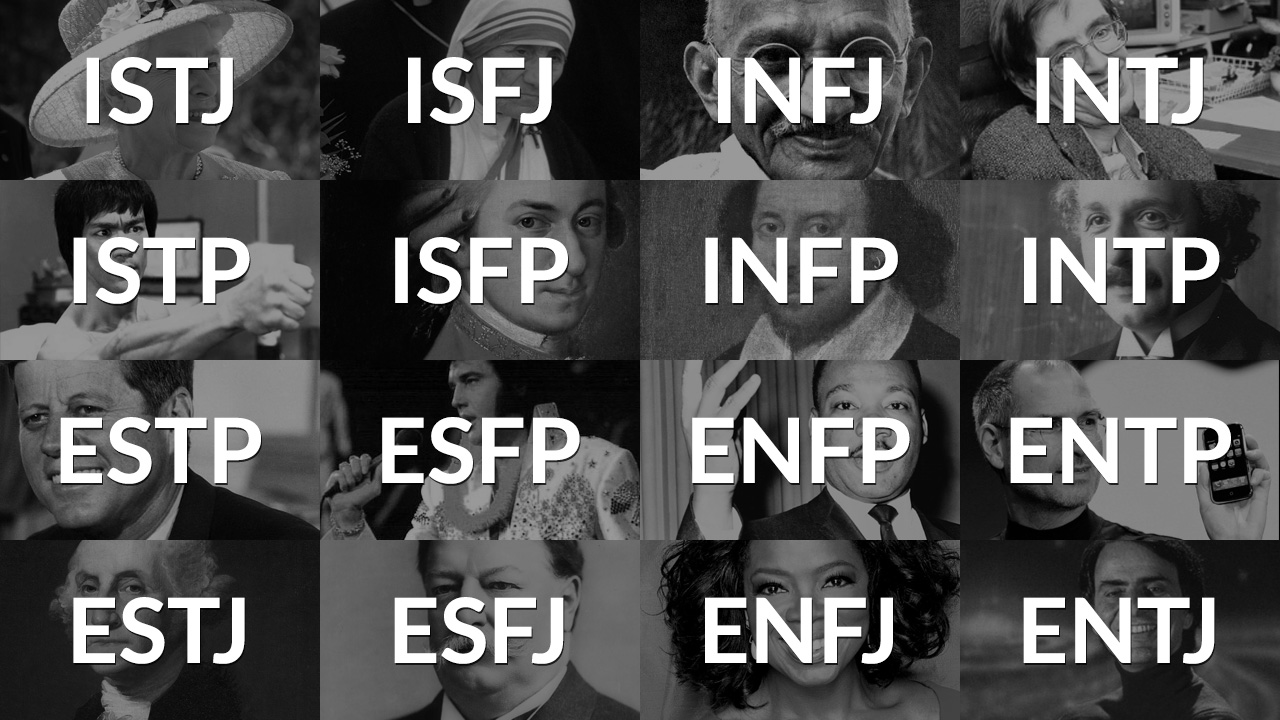 ISTJ
ISFJ
INFJ
INTJ
ISTP
ISFP
INFP
INTP
ESTP
ESFP
ENFP
ENTP
ESTJ
ESFJ
ENFJ
ENTJ